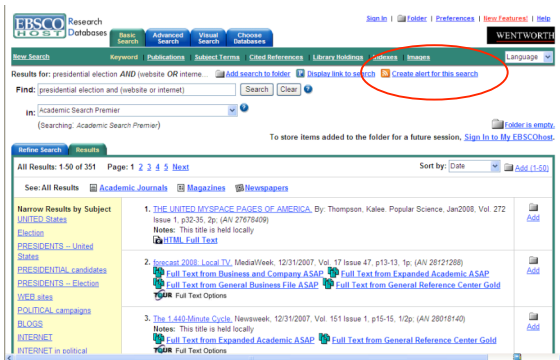 EBSCO HOST Research Databases
Basic Search Advanced Search Visual Search Choose Databases
Sign In | Folder | Preferences | New Features! | Help
WENTWORTH
New Search Keyword | Publications | Subject Terms | Cited References | Library Holdings | Indexes | Images Language
Results for: presidential election AND (website OR interne... Add search to folder Display link to search Create alert for this search
Find: presidential election and (website or internet) Search Clear
in: Academic Search Premier
(Searching: Academic Search Premier)
Folder is empty.
To store items added to the folder for a future session, Sign In to My EBSCOhost.
Refine Search Results
All Results: 1-50 of 351 Page: 1 2 3 4 5 Next Sort by: Date Add (1-50)
See: All Results Academic Journals Magazines Newspapers
Narrow Results by Subject
UNITED States
Election
PRESIDENTS -- United States
PRESIDENTIAL candidates
PRESIDENTS -- Election
WEB sites
POLITICAL campaigns
BLOGS
INTERNET
INTERNET in political
1. THE UNITED MYSPACE PAGES OF AMERICA. By: Thompson, Kalee. Popular Science, Jan2008, Vol. 272
Issue 1, p32-35, 2p; (AN 27678409)
Notes: This title is held locally
HTML Full Text
Add
2. forecast 2008: Local TV. MediaWeek, 12/31/2007, Vol. 17 Issue 47, p13-13, 1p; (AN 28121288)
Full Text from Business and Company ASAP Full Text from Expanded Academic ASAP
Full Text from General Business File ASAP Full Text from General Reference Center Gold
Full Text Options
Add
3. The 1,440-Minute Cycle. Newsweek, 12/31/2007, Vol. 151 Issue 1, p15-15, 1/2p; (AN 28018140)
Notes: This title is held locally
Full Text from Expanded Academic ASAP Full Text from General Reference Center Gold
Full Text Options
Add